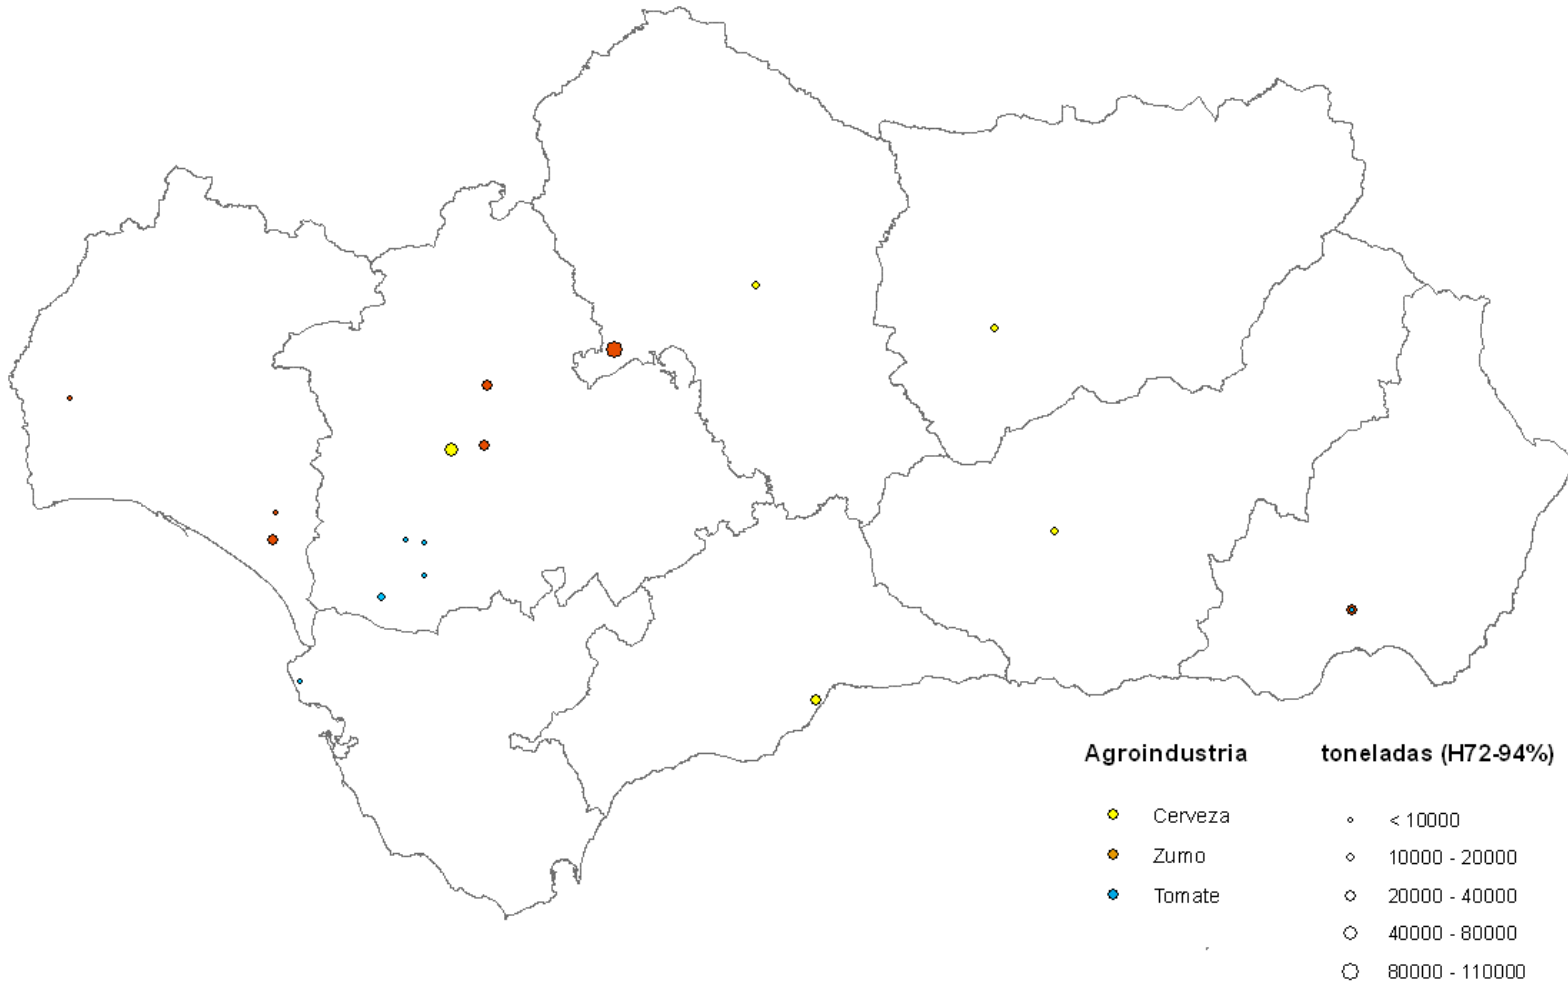 Agroindustria
Cerveza
Zumo
Tomate
toneladas (H72-94%)
< 10000
10000 - 20000
20000 - 40000
40000 - 80000
80000 - 110000